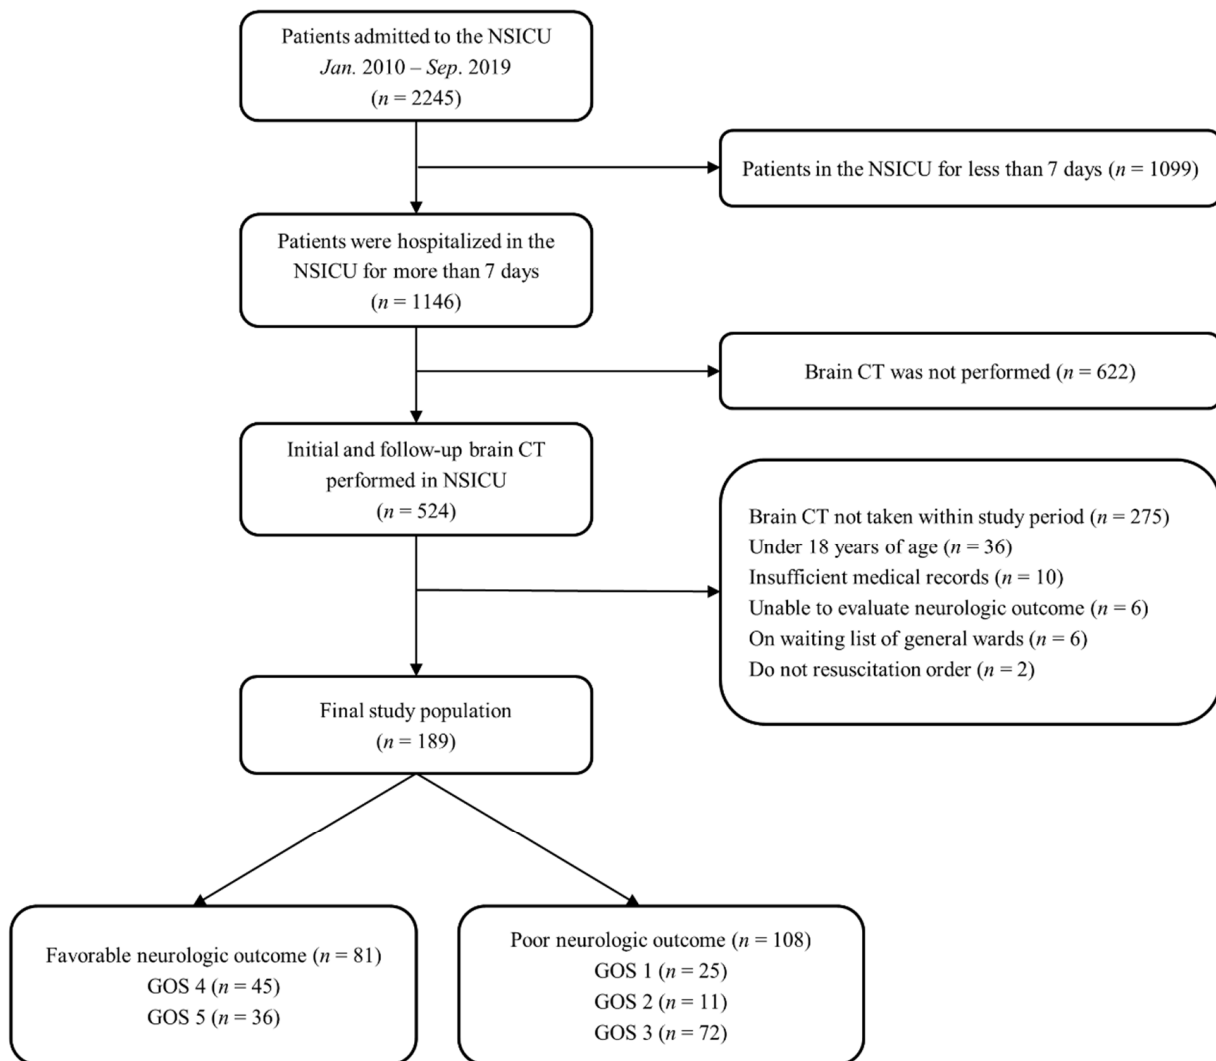 Patients admitted to the NSICU
Jan. 2010 – Sep. 2019
(n = 2245)
Patients in the NSICU for less than 7 days (n = 1099)
Patients were hospitalized in the
NSICU for more than 7 days
(n = 1146)
Brain CT was not performed (n = 622)
Initial and follow-up brain CT
performed in NSICU
(n = 524)
Brain CT not taken within study period (n = 275)
Under 18 years of age (n = 36)
Insufficient medical records (n = 10)
Unable to evaluate neurologic outcome (n = 6)
On waiting list of general wards (n = 6)
Do not resuscitation order (n = 2)
Final study population
(n = 189)
Favorable neurologic outcome (n = 81)
GOS 4 (n = 45)
GOS 5 (n = 36)
Poor neurologic outcome (n = 108)
GOS 1 (n = 25)
GOS 2 (n = 11)
GOS 3 (n = 72)